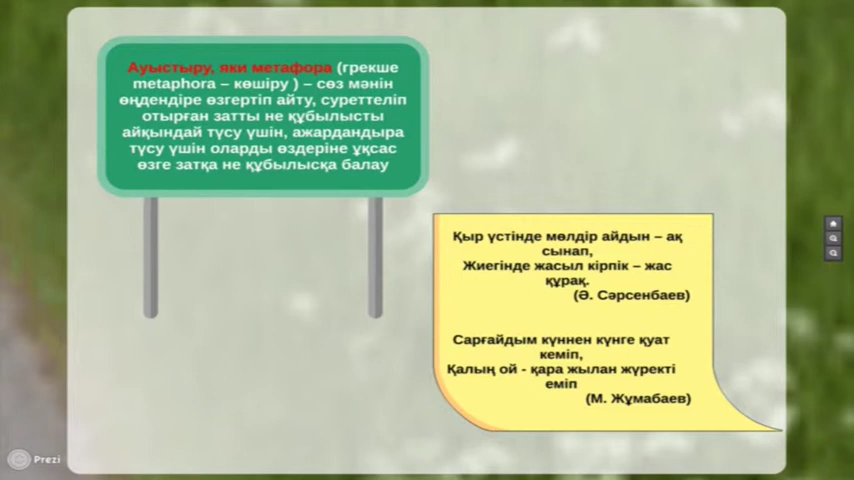 Ауыстыру, яки метафора (грекше
metaphora – көшіру ) – сөз мәнін
өңдендіре өзгертіп айту, суреттеліп
отырған затты не құбылысты
айқындай түсу үшін, ажардандыра
түсу үшін оларды өздеріне ұқсас
өзге затқа не құбылысқа балау
Қыр үстінде мөлдір айдын – ақ
сынап,
Жиегінде жасыл кірпік – жас
құрақ.
(Ә. Сәрсенбаев)
Сарғайдым күннен күнге қуат
кеміп,
Қалың ой - қара жылан жүректі
еміп
(М. Жұмабаев)
Prezi